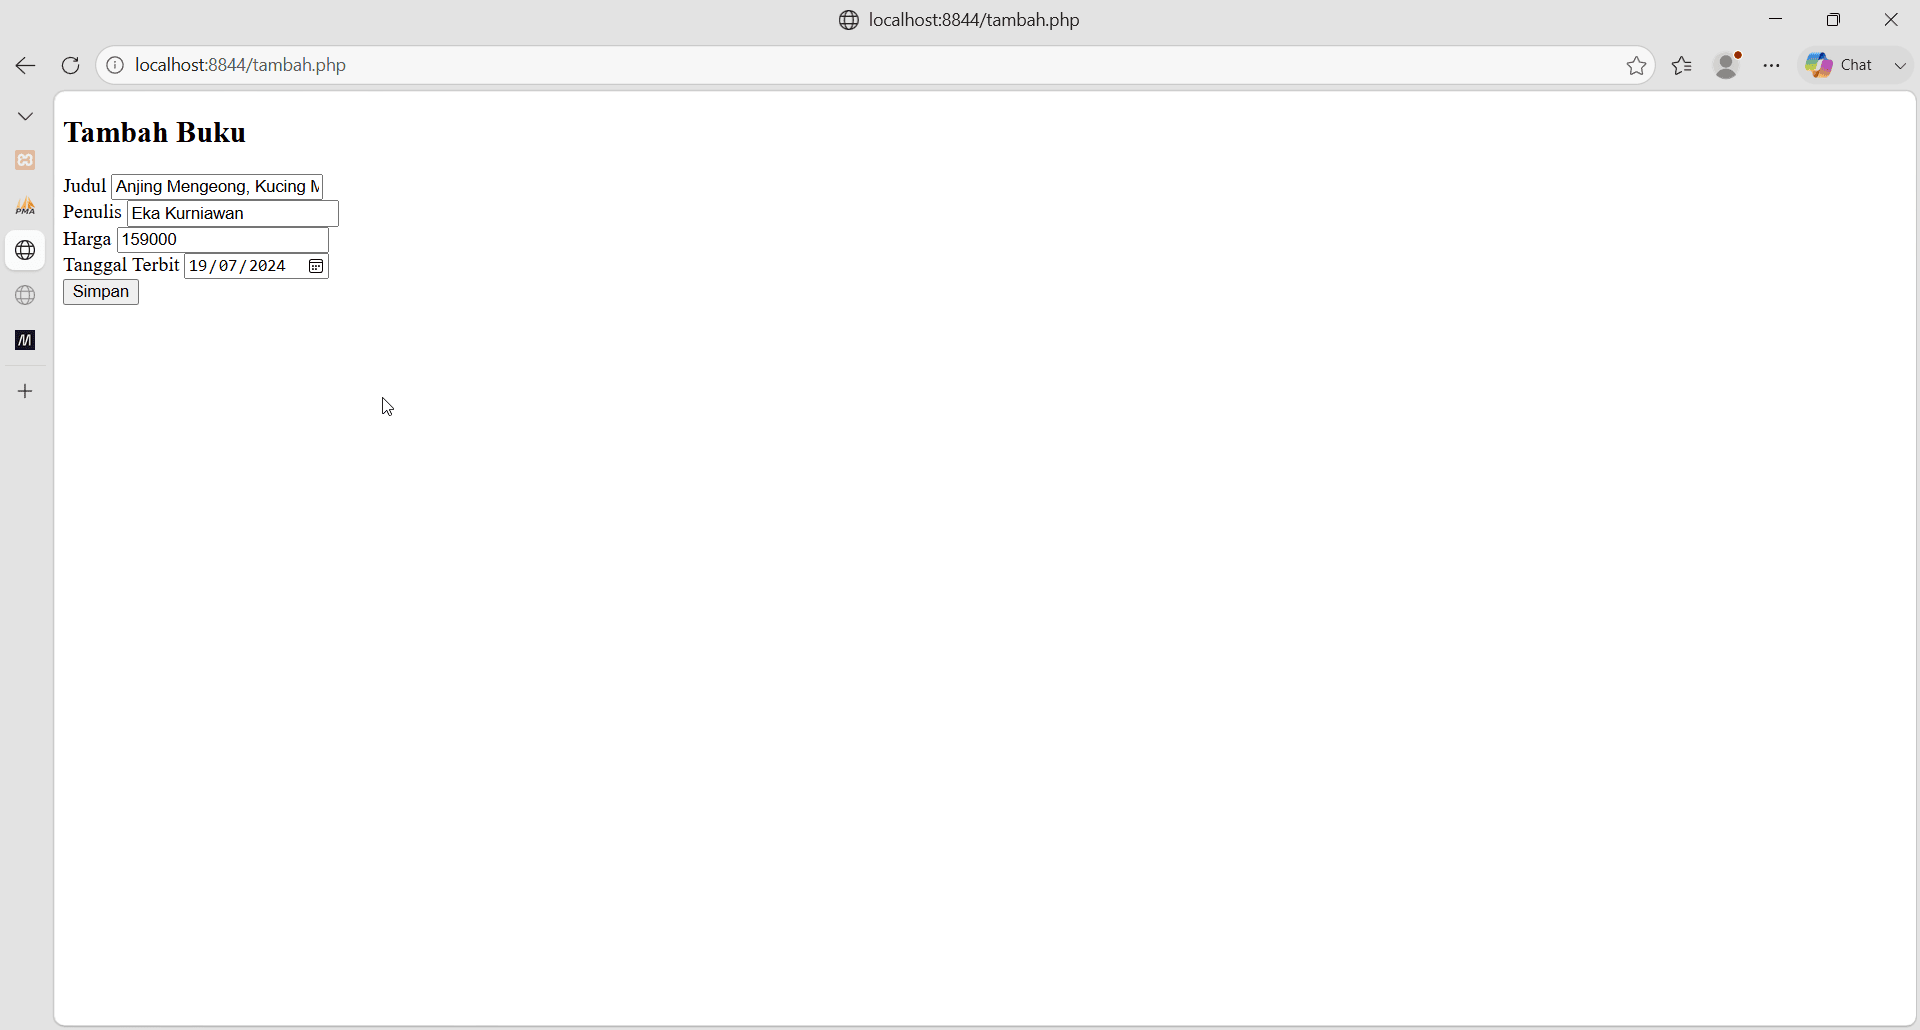 localhost:8844/tambah.php
localhost:8844/tambah.php
Chat
PMA
Tambah Buku
Judul Anjing Mengeong, Kucing
Penulis Eka Kurniawan
Harga 159000
Tanggal Terbit 19/07/2024
Simpan